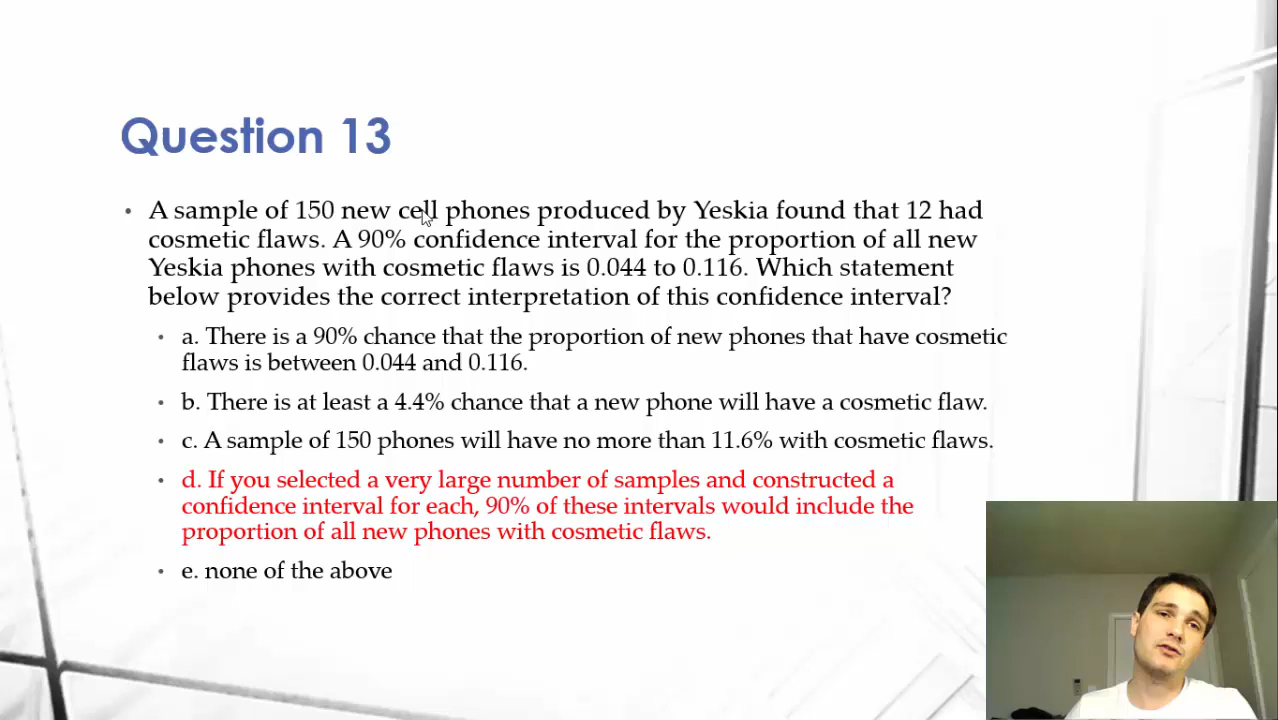 Question 13
• A sample of 150 new cell phones produced by Yeskia found that 12 had
cosmetic flaws. A 90% confidence interval for the proportion of all new
Yeskia phones with cosmetic flaws is 0.044 to 0.116. Which statement
below provides the correct interpretation of this confidence interval?
• a. There is a 90% chance that the proportion of new phones that have cosmetic
flaws is between 0.044 and 0.116.
• b. There is at least a 4.4% chance that a new phone will have a cosmetic flaw.
• c. A sample of 150 phones will have no more than 11.6% with cosmetic flaws.
• d. If you selected a very large number of samples and constructed a
confidence interval for each, 90% of these intervals would include the
proportion of all new phones with cosmetic flaws.
• e. none of the above